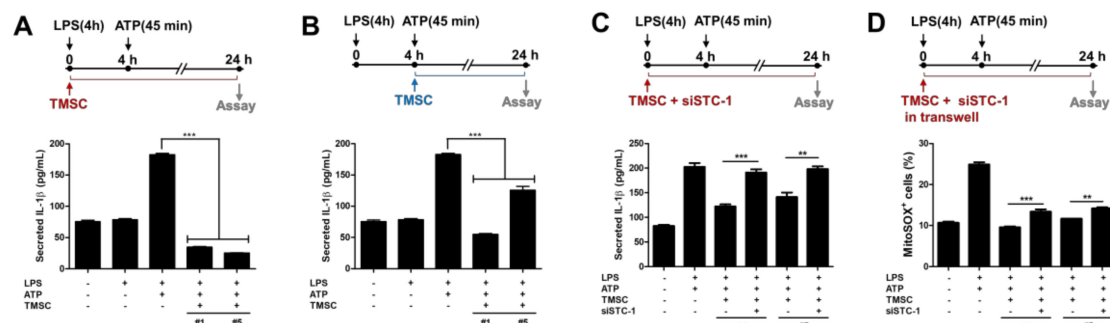 A
LPS(4h) ATP(45 min)
0 4 h 24 h
TMSC Assay
Secreted IL-1β (pg/mL)
200
150
100
50
0
***
LPS - + + + +
ATP - - + + +
TMSC - - - + +
#1 #5
B
LPS(4h) ATP(45 min)
0 4 h 24 h
TMSC Assay
Secreted IL-1β (pg/mL)
200
150
100
50
0
***
LPS - + + + +
ATP - - + + +
TMSC - - - + +
#1 #5
C
LPS(4h) ATP(45 min)
0 4 h 24 h
TMSC + siSTC-1 Assay
Secreted IL-1β (pg/mL)
250
200
150
100
50
0
*** **
LPS - + + + + +
ATP - + + + + +
TMSC - - + + + +
siSTC-1 - - - + - +
D
LPS(4h) ATP(45 min)
0 4 h 24 h
TMSC + siSTC-1 Assay
in transwell
MitoSOX+ cells (%)
30
20
10
0
*** **
LPS - + + + + +
ATP - + + + + +
TMSC - - + + + +
siSTC-1 - - - + - +